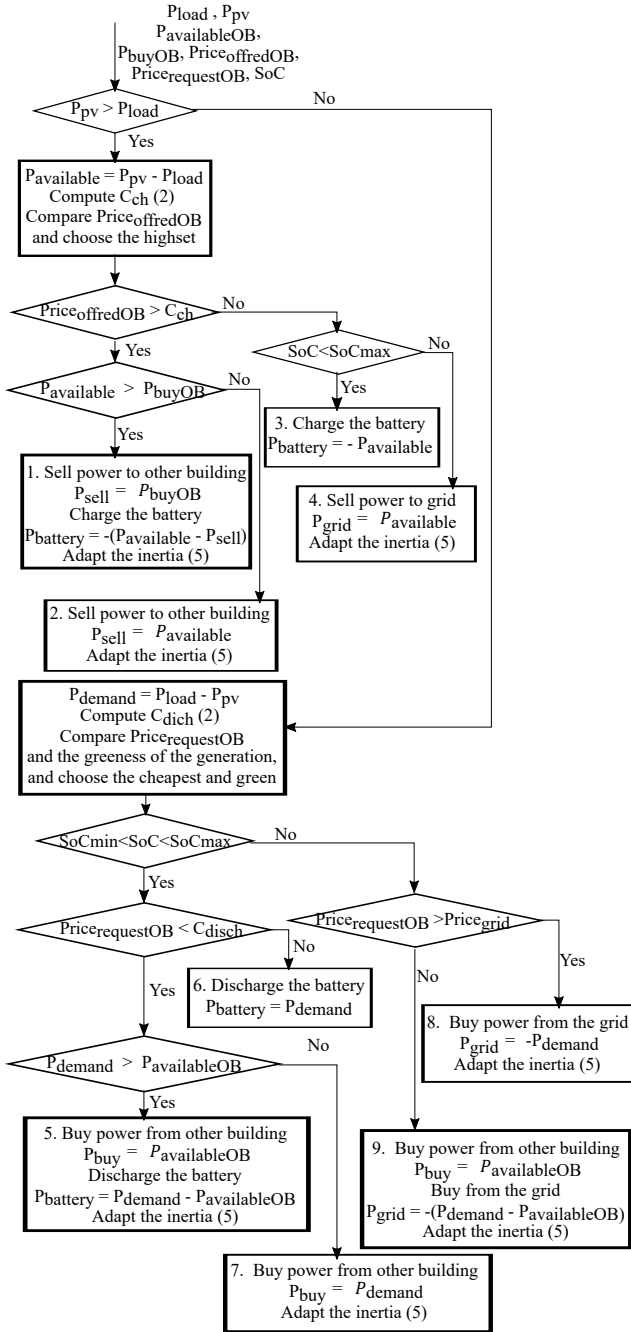 Pload , Ppv
PavailableOB,
PbuyOB, PriceoffredOB,
PricerequestOB, SoC
Ppv > Pload
No
Yes
Pavailable = Ppv - Pload
Compute Cch (2)
Compare PriceoffredOB
and choose the highset
PriceoffredOB > Cch
No
Yes
SoC<SoCmax
No
Yes
Pavailable > PbuyOB
No
Yes
3. Charge the battery
Pbattery = - Pavailable
1. Sell power to other building
Psell = PbuyOB
Charge the battery
Pbattery = -(Pavailable - Psell)
Adapt the inertia (5)
4. Sell power to grid
Pgrid = Pavailable
Adapt the inertia (5)
2. Sell power to other building
Psell = Pavailable
Adapt the inertia (5)
Pdemand = Pload - Ppv
Compute Cdich (2)
Compare PricerequestOB
and the greeness of the generation,
and choose the cheapest and green
SoCmin<SoC<SoCmax
No
Yes
PricerequestOB < Cdisch
No
Yes
PricerequestOB >Pricegrid
Yes
No
6. Discharge the battery
Pbattery = Pdemand
8. Buy power from the grid
Pgrid = -Pdemand
Adapt the inertia (5)
Pdemand > PavailableOB
No
Yes
5. Buy power from other building
Pbuy = PavailableOB
Discharge the battery
Pbattery = Pdemand - PavailableOB
Adapt the inertia (5)
9. Buy power from other building
Pbuy = PavailableOB
Buy from the grid
Pgrid = -(Pdemand - PavailableOB)
Adapt the inertia (5)
7. Buy power from other building
Pbuy = Pdemand
Adapt the inertia (5)